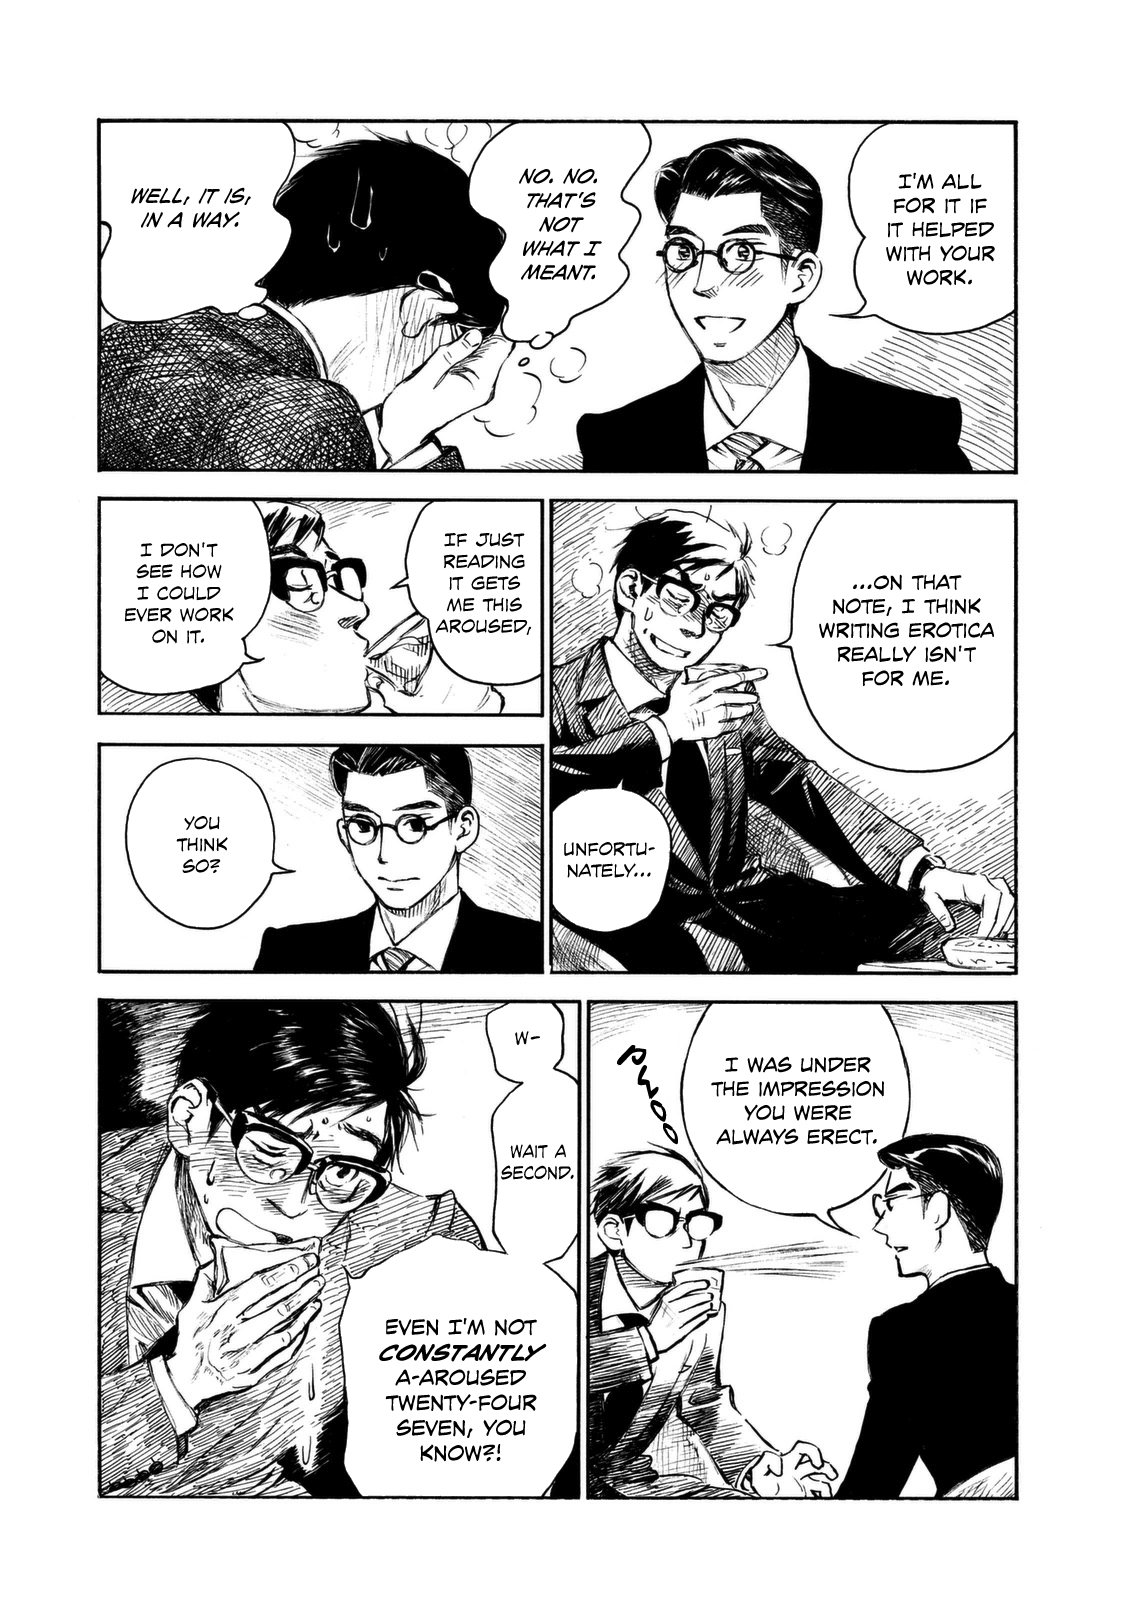 I'M ALL
FOR IT IF
IT HELPED
WITH YOUR
WORK.
NO. NO.
THAT'S
NOT
WHAT I
MEANT.
WELL, IT IS,
IN A WAY.
...ON THAT
NOTE, I THINK
WRITING EROTICA
REALLY ISN'T
FOR ME.
UNFORTU-
NATELY...
IF JUST
READING
IT GETS
ME THIS
AROUSED,
I DON'T
SEE HOW
I COULD
EVER WORK
ON IT.
YOU
THINK
SO?
I WAS UNDER
THE IMPRESSION
YOU WERE
ALWAYS ERECT.
W-
WAIT A
SECOND.
EVEN I'M NOT
CONSTANTLY
A-AROUSED
TWENTY-FOUR
SEVEN, YOU
KNOW?!